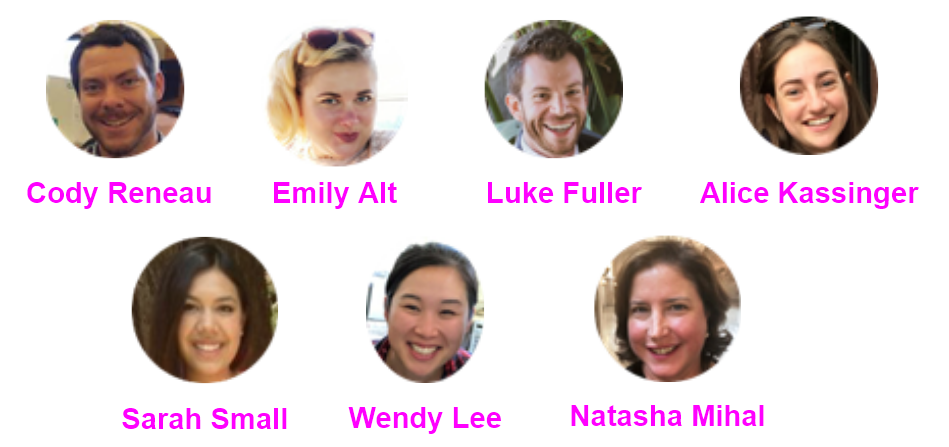 Cody Reneau
Emily Alt
Luke Fuller
Alice Kassinger
Sarah Small
Wendy Lee
Natasha Mihal